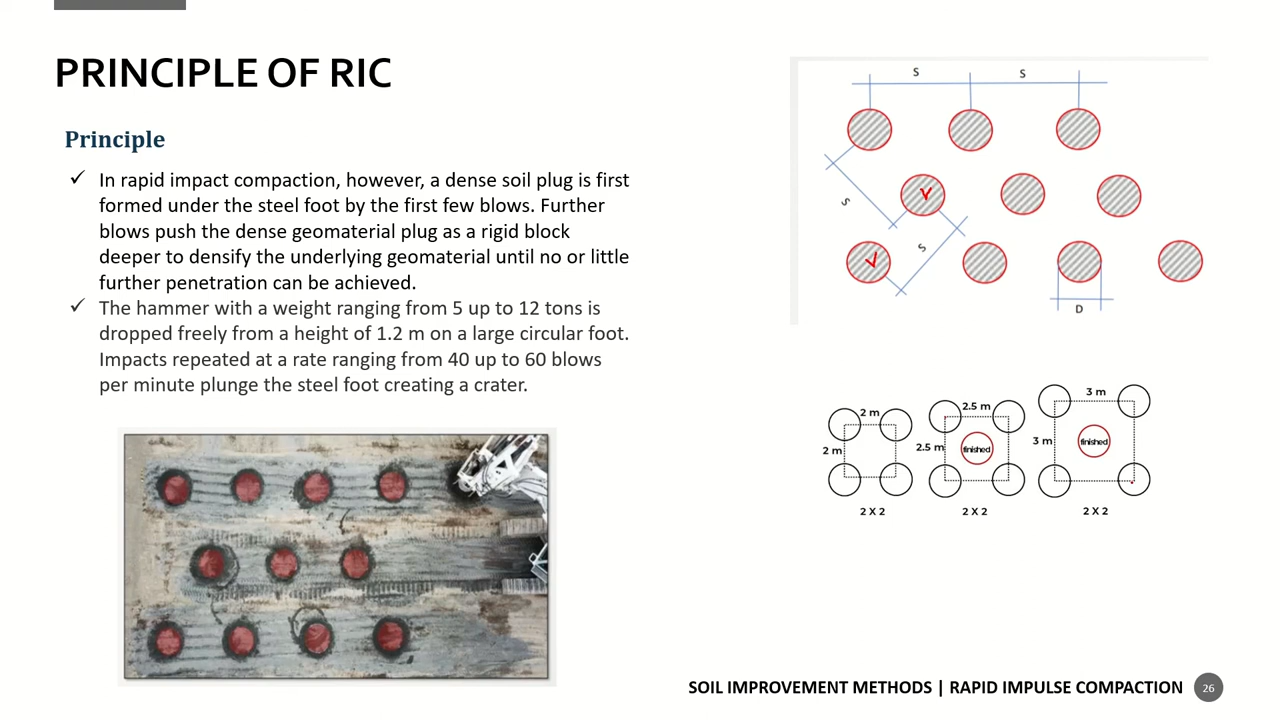 PRINCIPLE OF RIC
Principle
✓ In rapid impact compaction, however, a dense soil plug is first
formed under the steel foot by the first few blows. Further
blows push the dense geomaterial plug as a rigid block
deeper to densify the underlying geomaterial until no or little
further penetration can be achieved.
✓ The hammer with a weight ranging from 5 up to 12 tons is
dropped freely from a height of 1.2 m on a large circular foot.
Impacts repeated at a rate ranging from 40 up to 60 blows
per minute plunge the steel foot creating a crater.
S S
S
S
D
2 m
2 m
2 X 2
2.5 m
2.5 m
finished
2 X 2
3 m
3 m
finished
2 X 2
SOIL IMPROVEMENT METHODS | RAPID IMPULSE COMPACTION 26